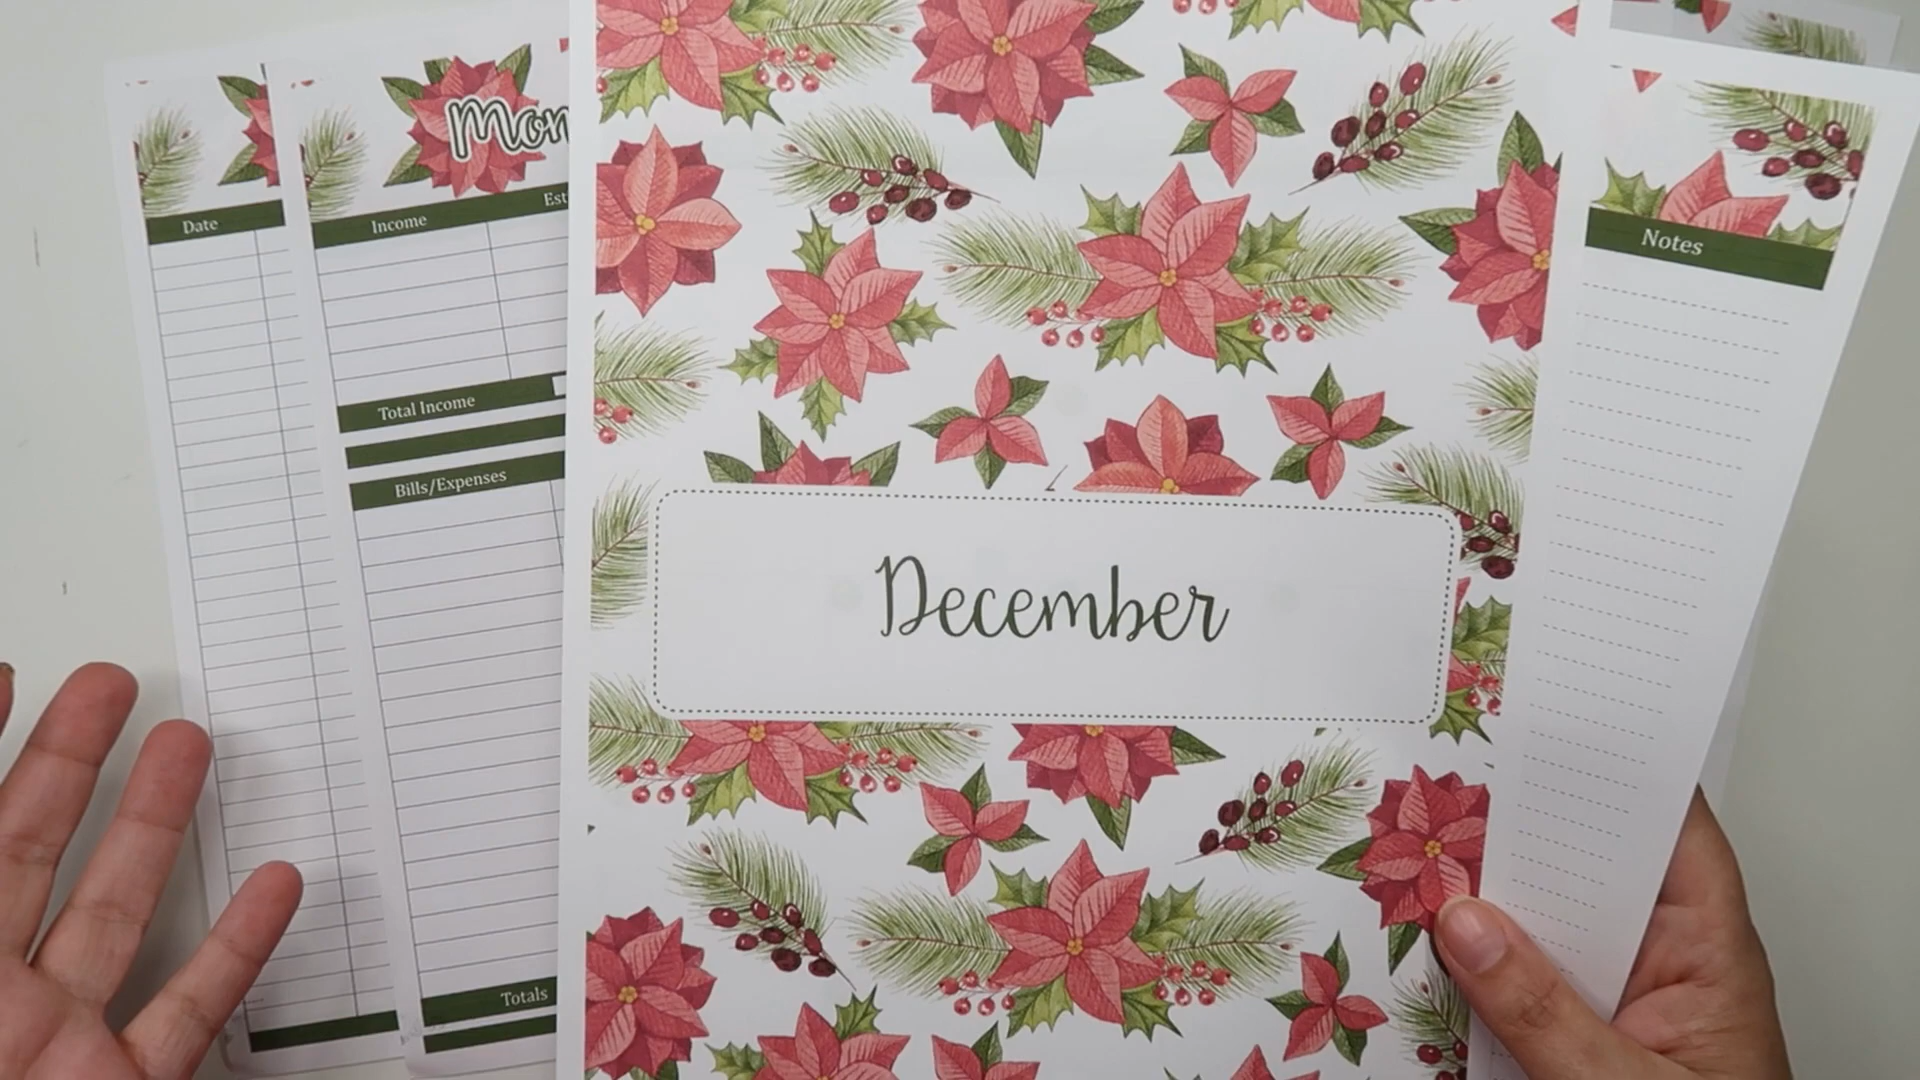 Date
Income
Total Income
Bills/Expenses
Totals
December
Notes